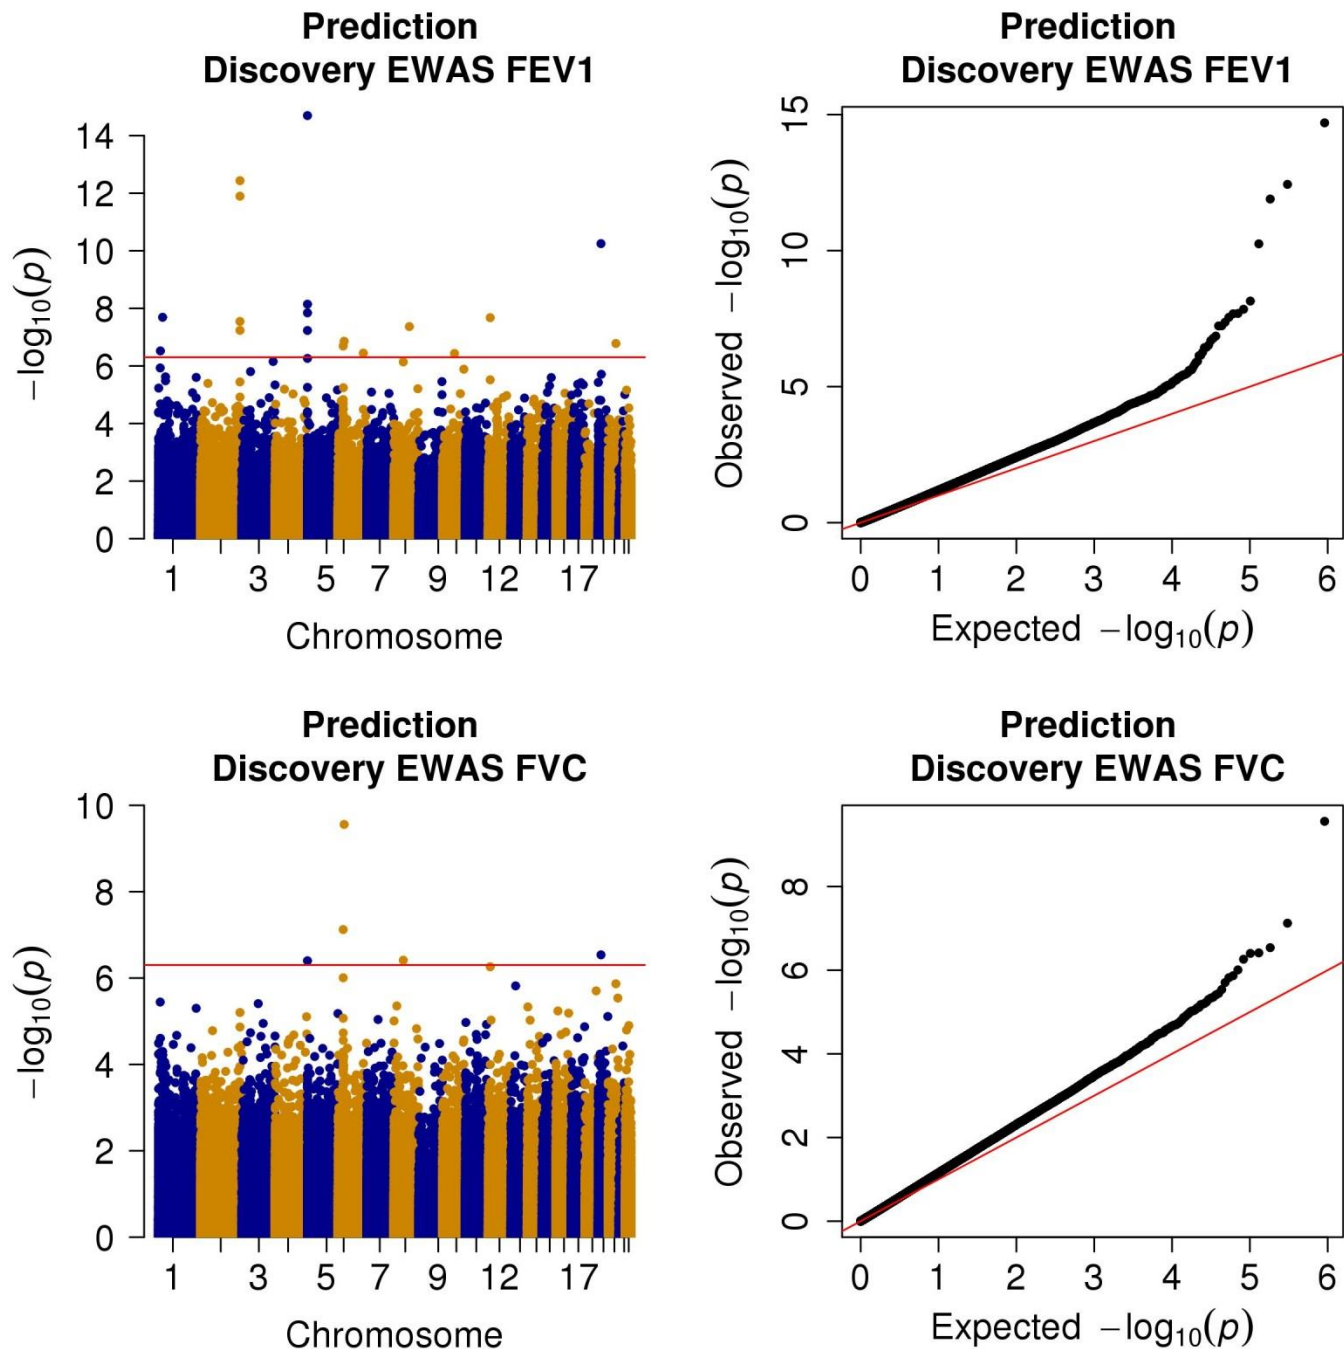 Prediction
Discovery EWAS FEV1
14
12
10
8
6
4
2
0
−log10(p)
1 3 5 7 9 12 17
Chromosome
Prediction
Discovery EWAS FEV1
15
10
5
0
Observed −log10(p)
0 1 2 3 4 5 6
Expected −log10(p)
Prediction
Discovery EWAS FVC
10
8
6
4
2
0
−log10(p)
1 3 5 7 9 12 17
Chromosome
Prediction
Discovery EWAS FVC
8
6
4
2
0
Observed −log10(p)
0 1 2 3 4 5 6
Expected −log10(p)